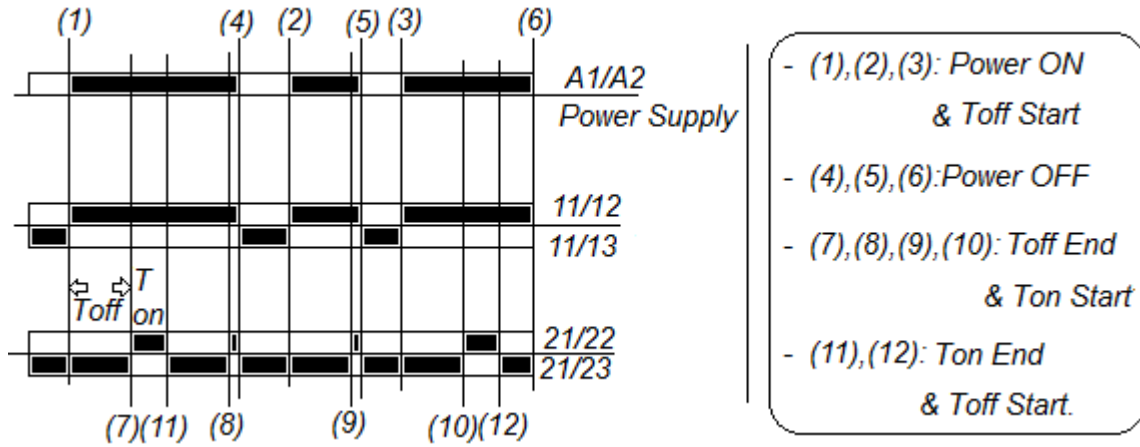 (1) (4) (2) (5) (3) (6)
A1/A2
Power Supply
11/12
11/13
T
Toff on
21/22
21/23
(7)(11) (8) (9) (10)(12)
- (1),(2),(3): Power ON
& Toff Start
- (4),(5),(6):Power OFF
- (7),(8),(9),(10): Toff End
& Ton Start
- (11),(12): Ton End
& Toff Start.